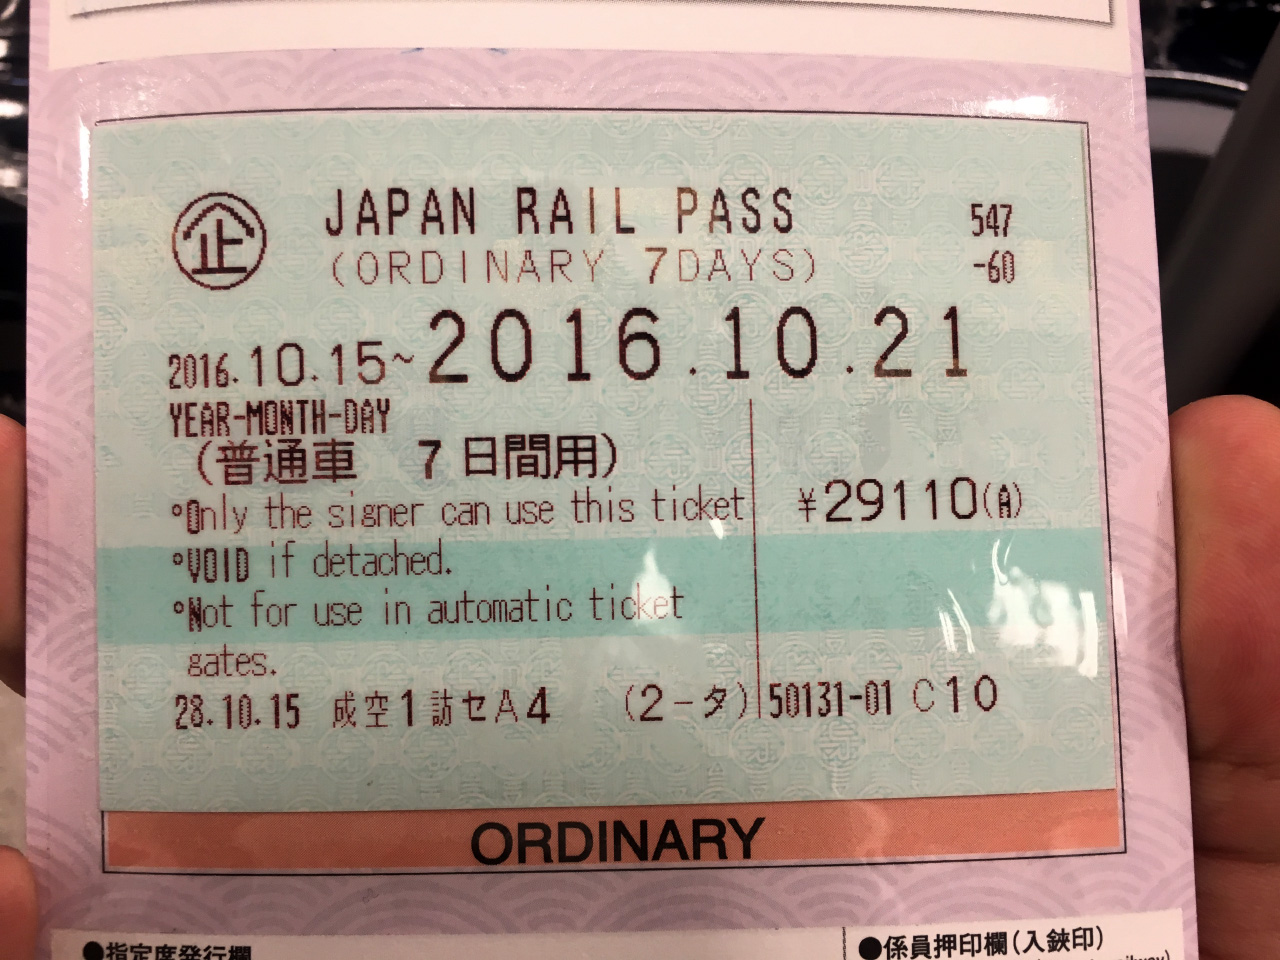 企 JAPAN RAIL PASS 547
(ORDINARY 7DAYS) -60
2016.10.15~2016.10.21
YEAR-MONTH-DAY
(普通車 7日間用)
°Only the signer can use this ticket ¥29110(A)
°VOID if detached.
°Not for use in automatic ticket
gates.
28.10.15 成空1訪セA4 (2-タ) 50131-01 C10
ORDINARY
●指定席発行欄 ●係員押印欄(入鋏印)